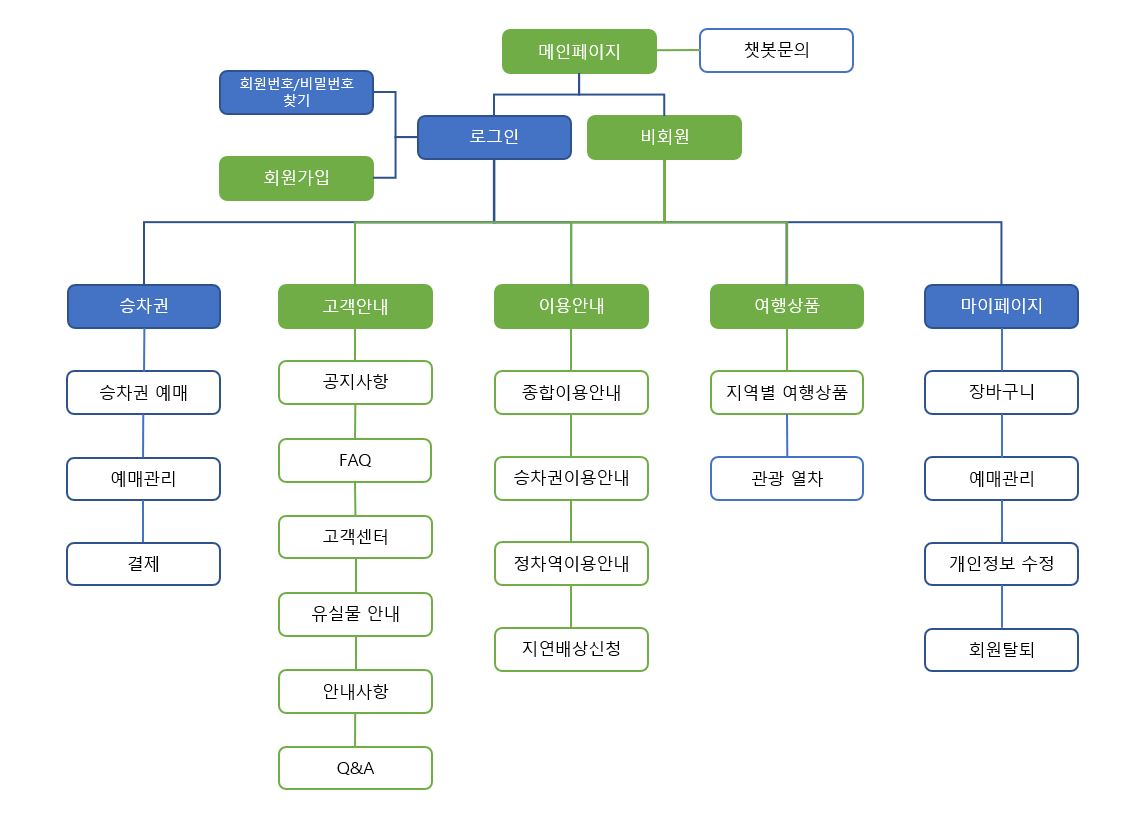 메인페이지
챗봇문의
회원번호/비밀번호
찾기
로그인
비회원
회원가입
승차권
고객안내
이용안내
여행상품
마이페이지
승차권 예매
예매관리
결제
공지사항
FAQ
고객센터
유실물 안내
안내사항
Q&A
종합이용안내
승차권이용안내
정차역이용안내
지연배상신청
지역별 여행상품
관광 열차
장바구니
예매관리
개인정보 수정
회원탈퇴